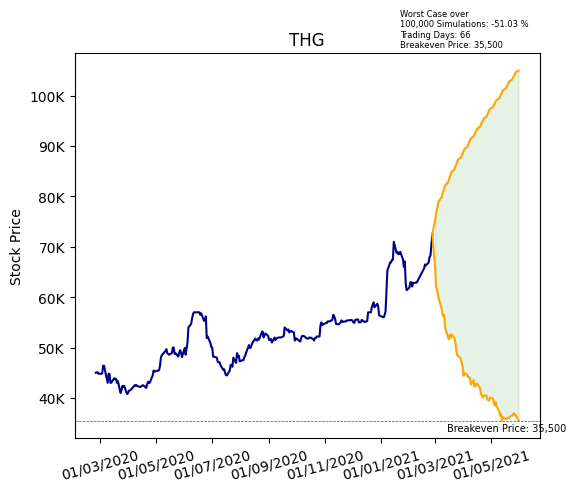 Worst Case over
100,000 Simulations: -51.03 %
Trading Days: 66
Breakeven Price: 35,500
THG
Stock Price
100K
90K
80K
70K
60K
50K
40K
Breakeven Price: 35,500
01/03/2020
01/05/2020
01/07/2020
01/09/2020
01/11/2020
01/01/2021
01/03/2021
01/05/2021